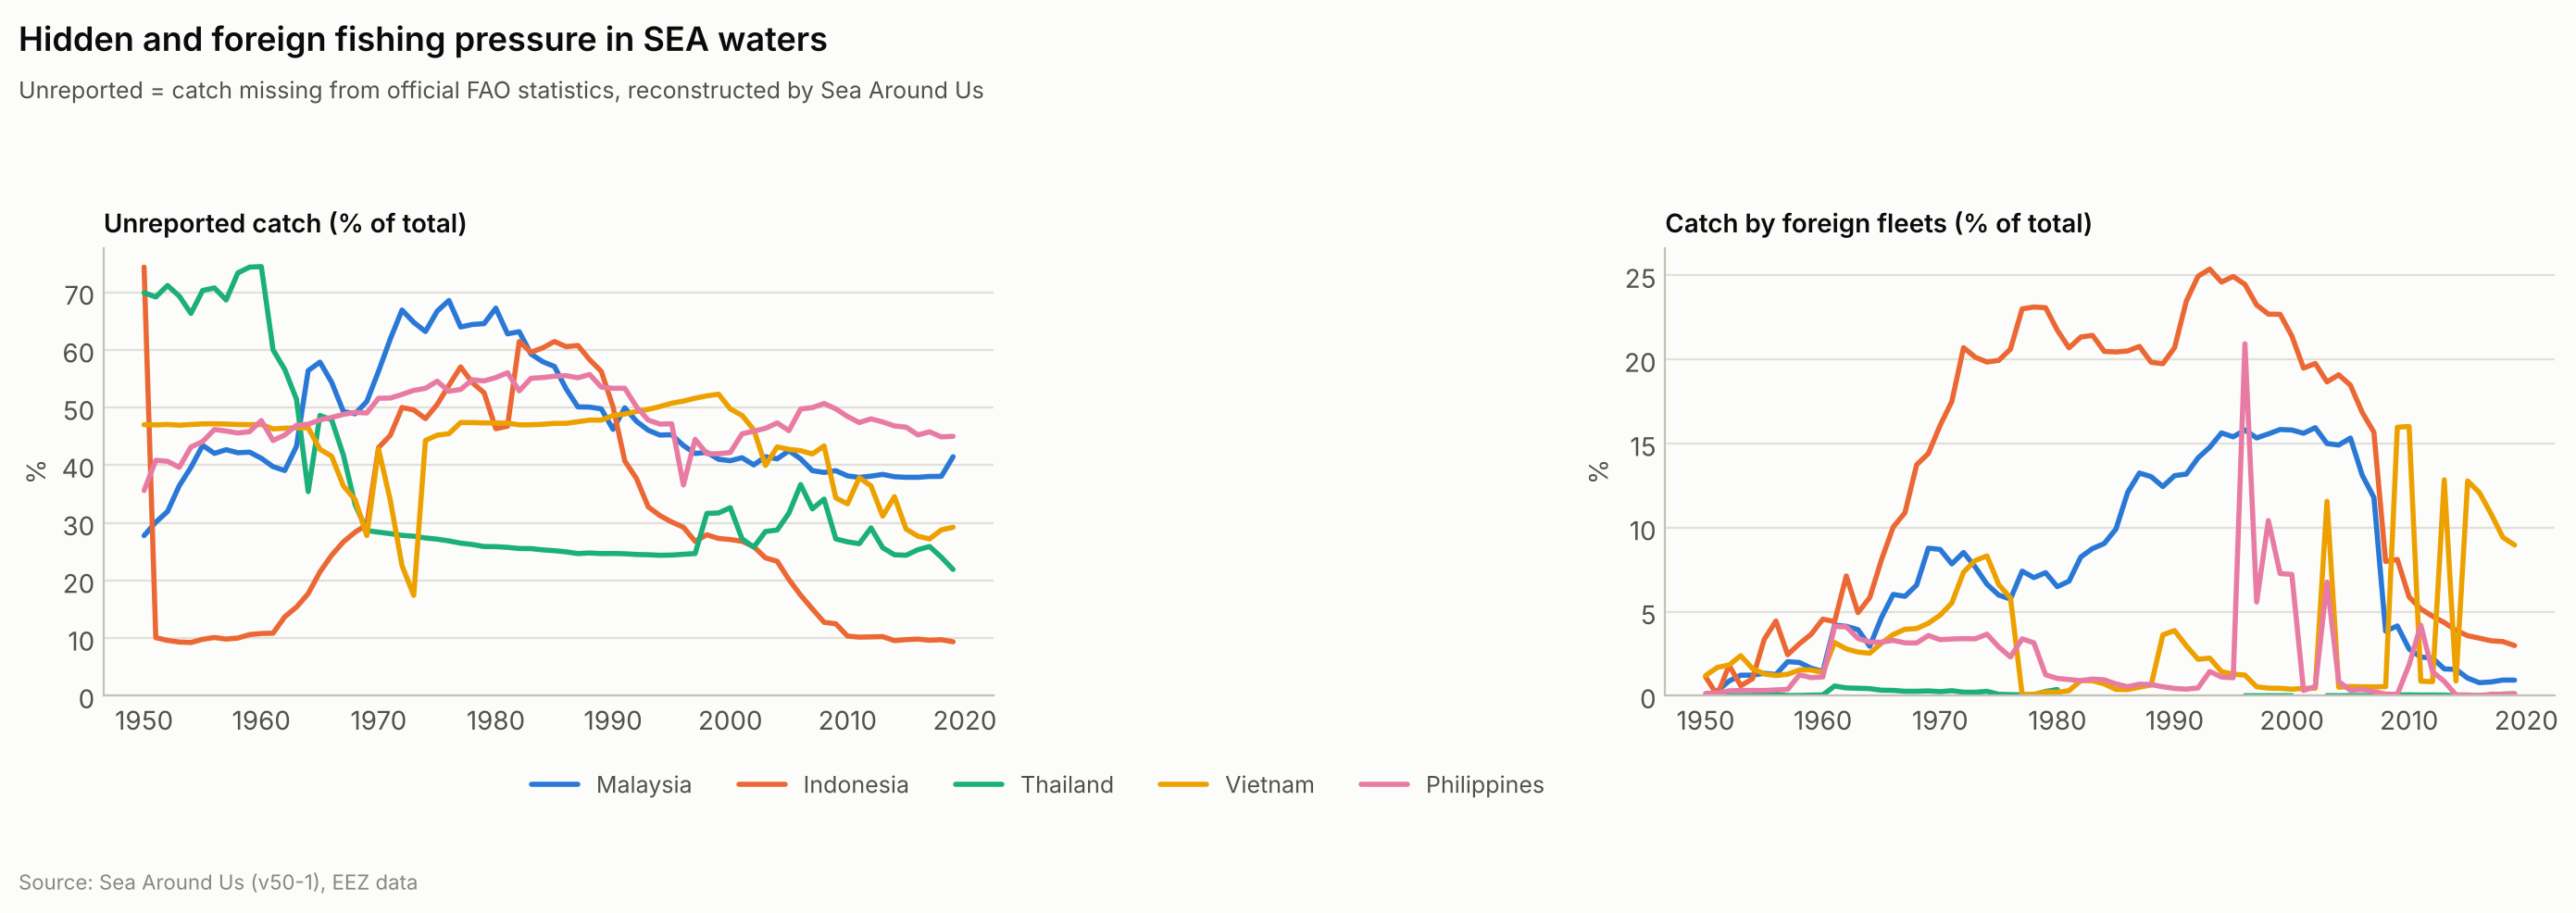 Hidden and foreign fishing pressure in SEA waters
Unreported = catch missing from official FAO statistics, reconstructed by Sea Around Us
Unreported catch (% of total)
70
60
50
40
30
20
10
0
%
1950 1960 1970 1980 1990 2000 2010 2020
Catch by foreign fleets (% of total)
25
20
15
10
5
0
%
1950 1960 1970 1980 1990 2000 2010 2020
Malaysia Indonesia Thailand Vietnam Philippines
Source: Sea Around Us (v50-1), EEZ data